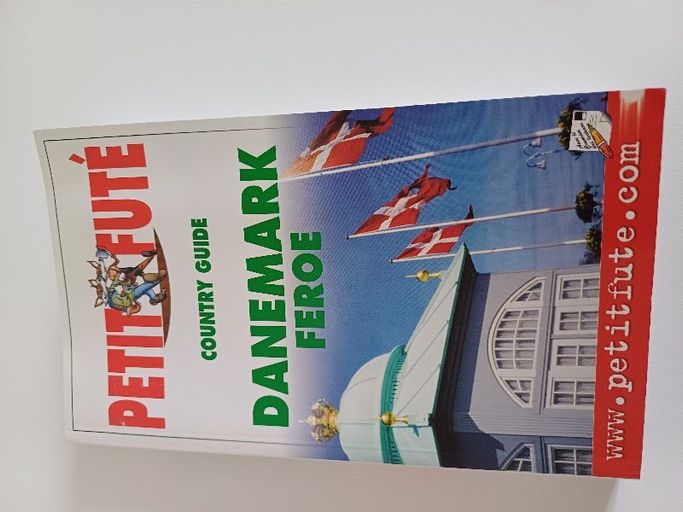 PETIT FUTÉ
COUNTRY GUIDE
DANEMARK
FEROE
www.petitfute.com